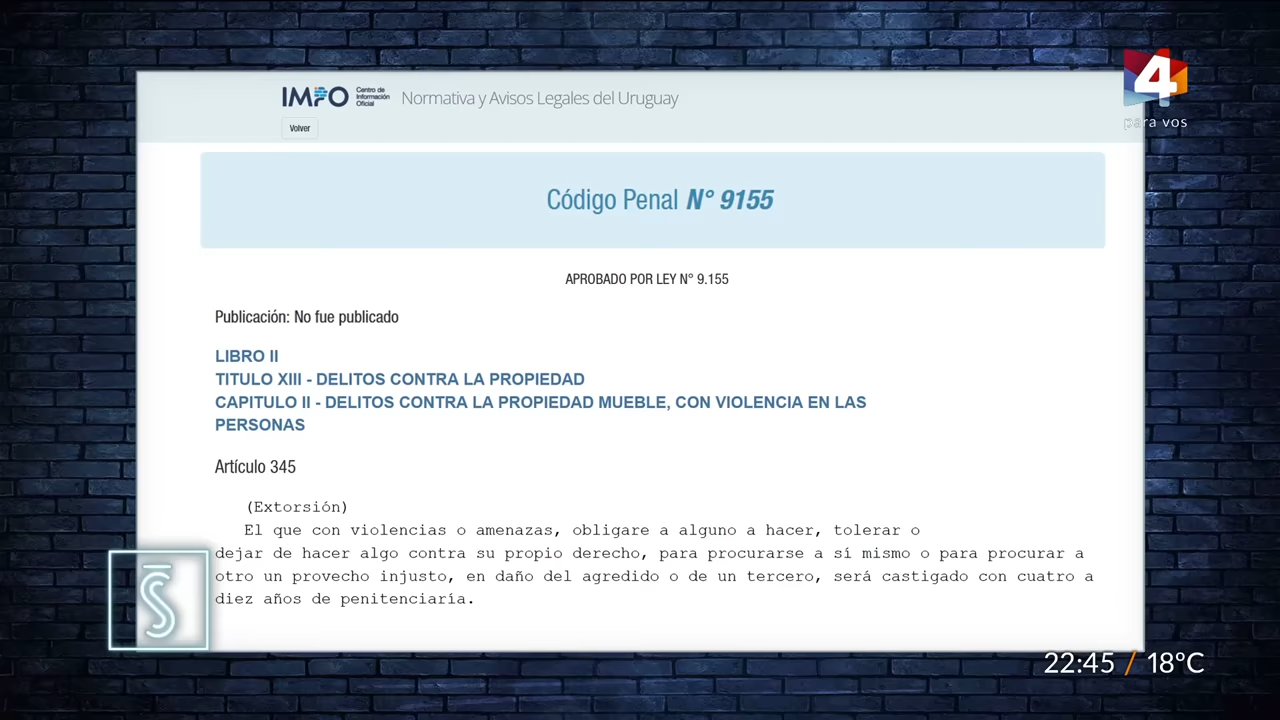 IMPO Centro de
Información
Oficial
Normativa y Avisos Legales del Uruguay
Volver
4
para vos
Código Penal N° 9155
APROBADO POR LEY N° 9.155
Publicación: No fue publicado
LIBRO II
TITULO XIII - DELITOS CONTRA LA PROPIEDAD
CAPITULO II - DELITOS CONTRA LA PROPIEDAD MUEBLE, CON VIOLENCIA EN LAS
PERSONAS
Artículo 345
(Extorsión)
El que con violencias o amenazas, obligare a alguno a hacer, tolerar o
dejar de hacer algo contra su propio derecho, para procurarse a sí mismo o para procurar a
otro un provecho injusto, en daño del agredido o de un tercero, será castigado con cuatro a
diez años de penitenciaría.
S
22:45 / 18°C